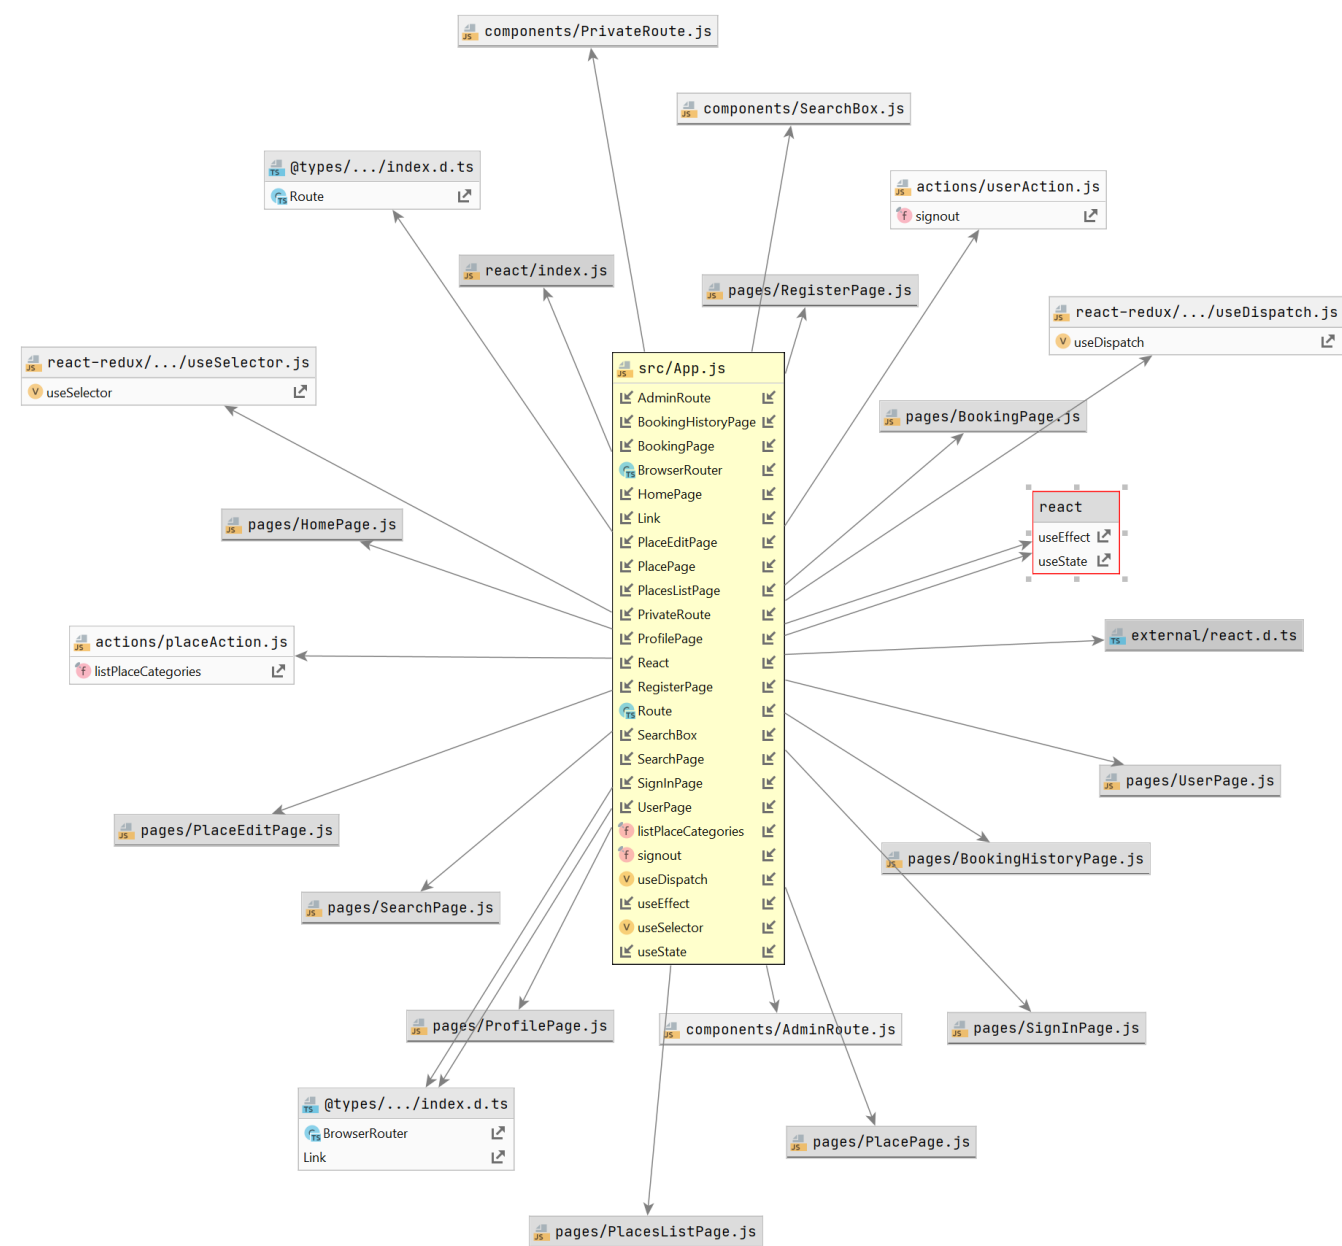 components/PrivateRoute.js
components/SearchBox.js
@types/.../index.d.ts
Route
actions/userAction.js
signout
react/index.js
pages/RegisterPage.js
react-redux/.../useDispatch.js
useDispatch
react-redux/.../useSelector.js
useSelector
src/App.js
AdminRoute
BookingHistoryPage
BookingPage
BrowserRouter
HomePage
Link
PlaceEditPage
PlacePage
PlacesListPage
PrivateRoute
ProfilePage
React
RegisterPage
Route
SearchBox
SearchPage
SignInPage
UserPage
listPlaceCategories
signout
useDispatch
useEffect
useSelector
useState
pages/BookingPage.js
react
useEffect
useState
pages/HomePage.js
external/react.d.ts
actions/placeAction.js
listPlaceCategories
pages/UserPage.js
pages/PlaceEditPage.js
pages/BookingHistoryPage.js
pages/SearchPage.js
pages/ProfilePage.js
components/AdminRoute.js
pages/SignInPage.js
@types/.../index.d.ts
BrowserRouter
Link
pages/PlacePage.js
pages/PlacesListPage.js